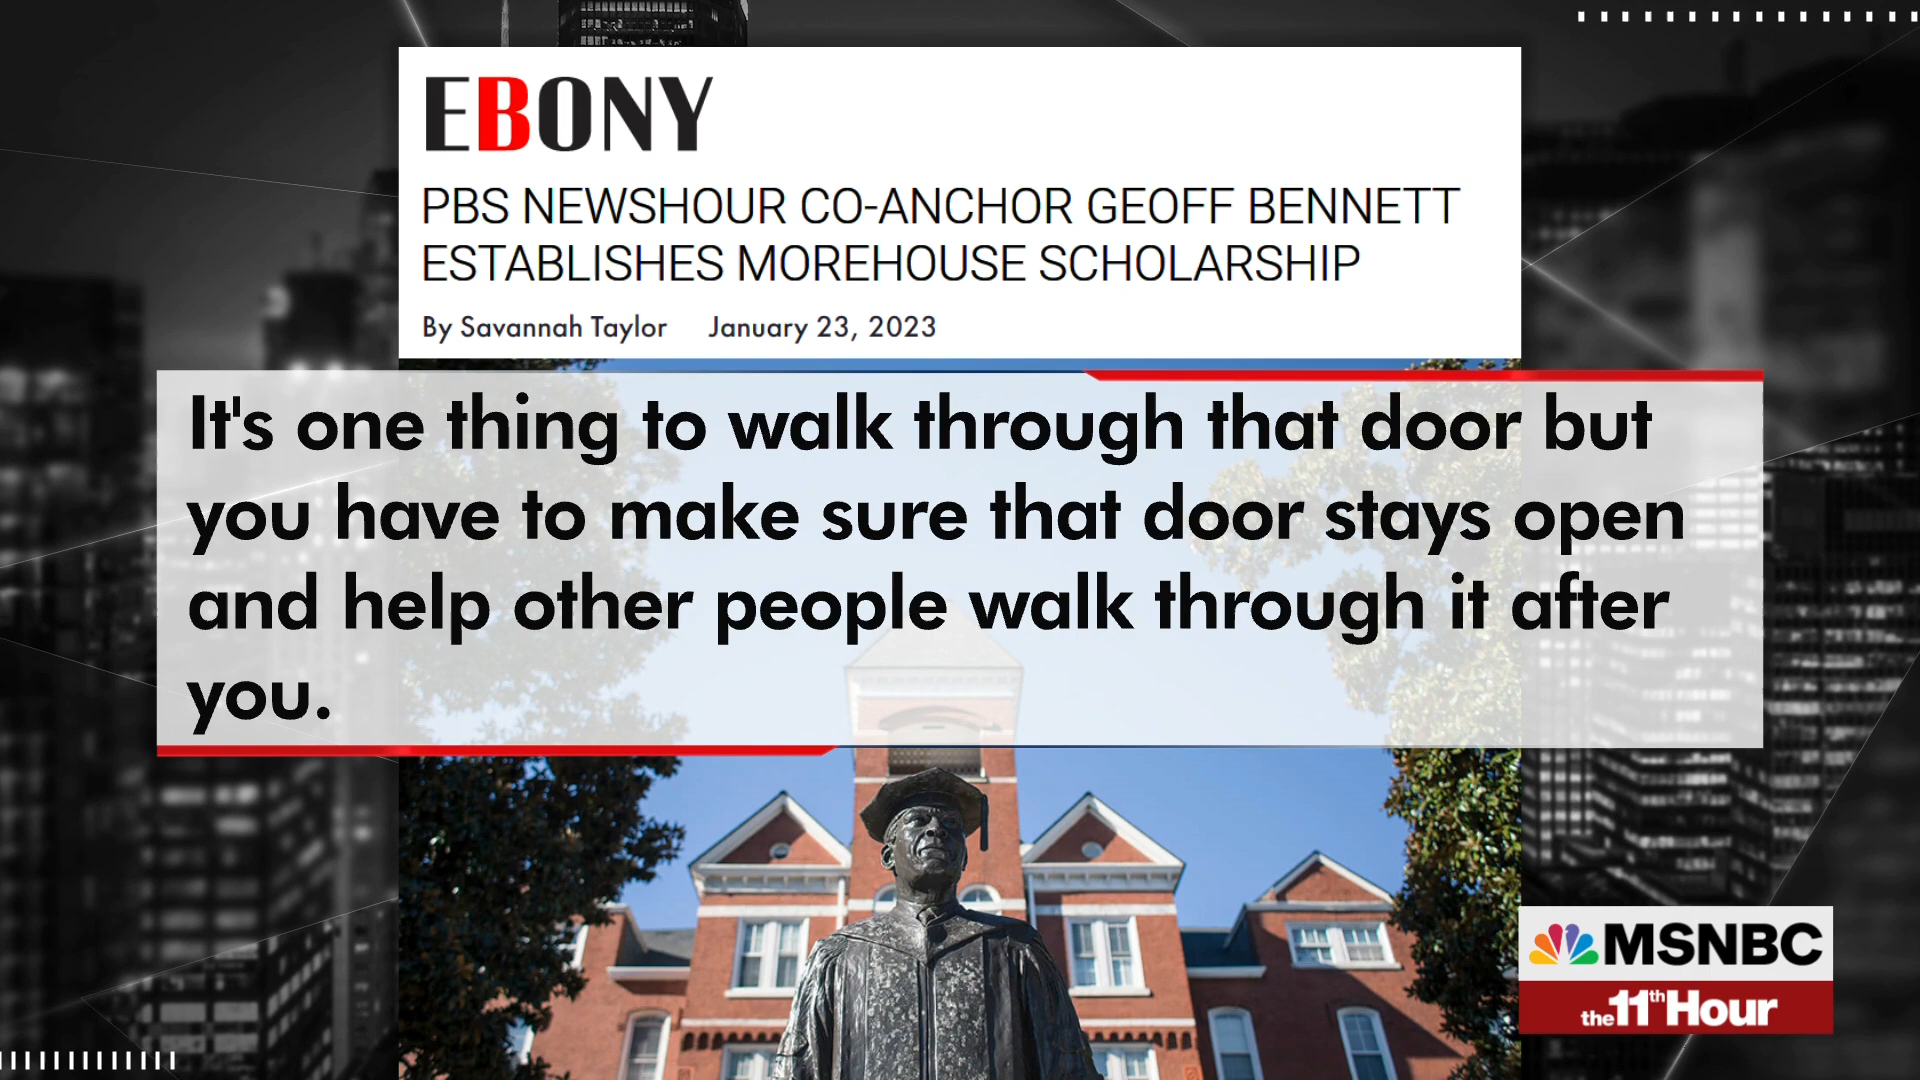 EBONY
PBS NEWSHOUR CO-ANCHOR GEOFF BENNETT
ESTABLISHES MOREHOUSE SCHOLARSHIP
By Savannah Taylor January 23, 2023
It's one thing to walk through that door but
you have to make sure that door stays open
and help other people walk through it after
you.
MSNBC
the 11th Hour